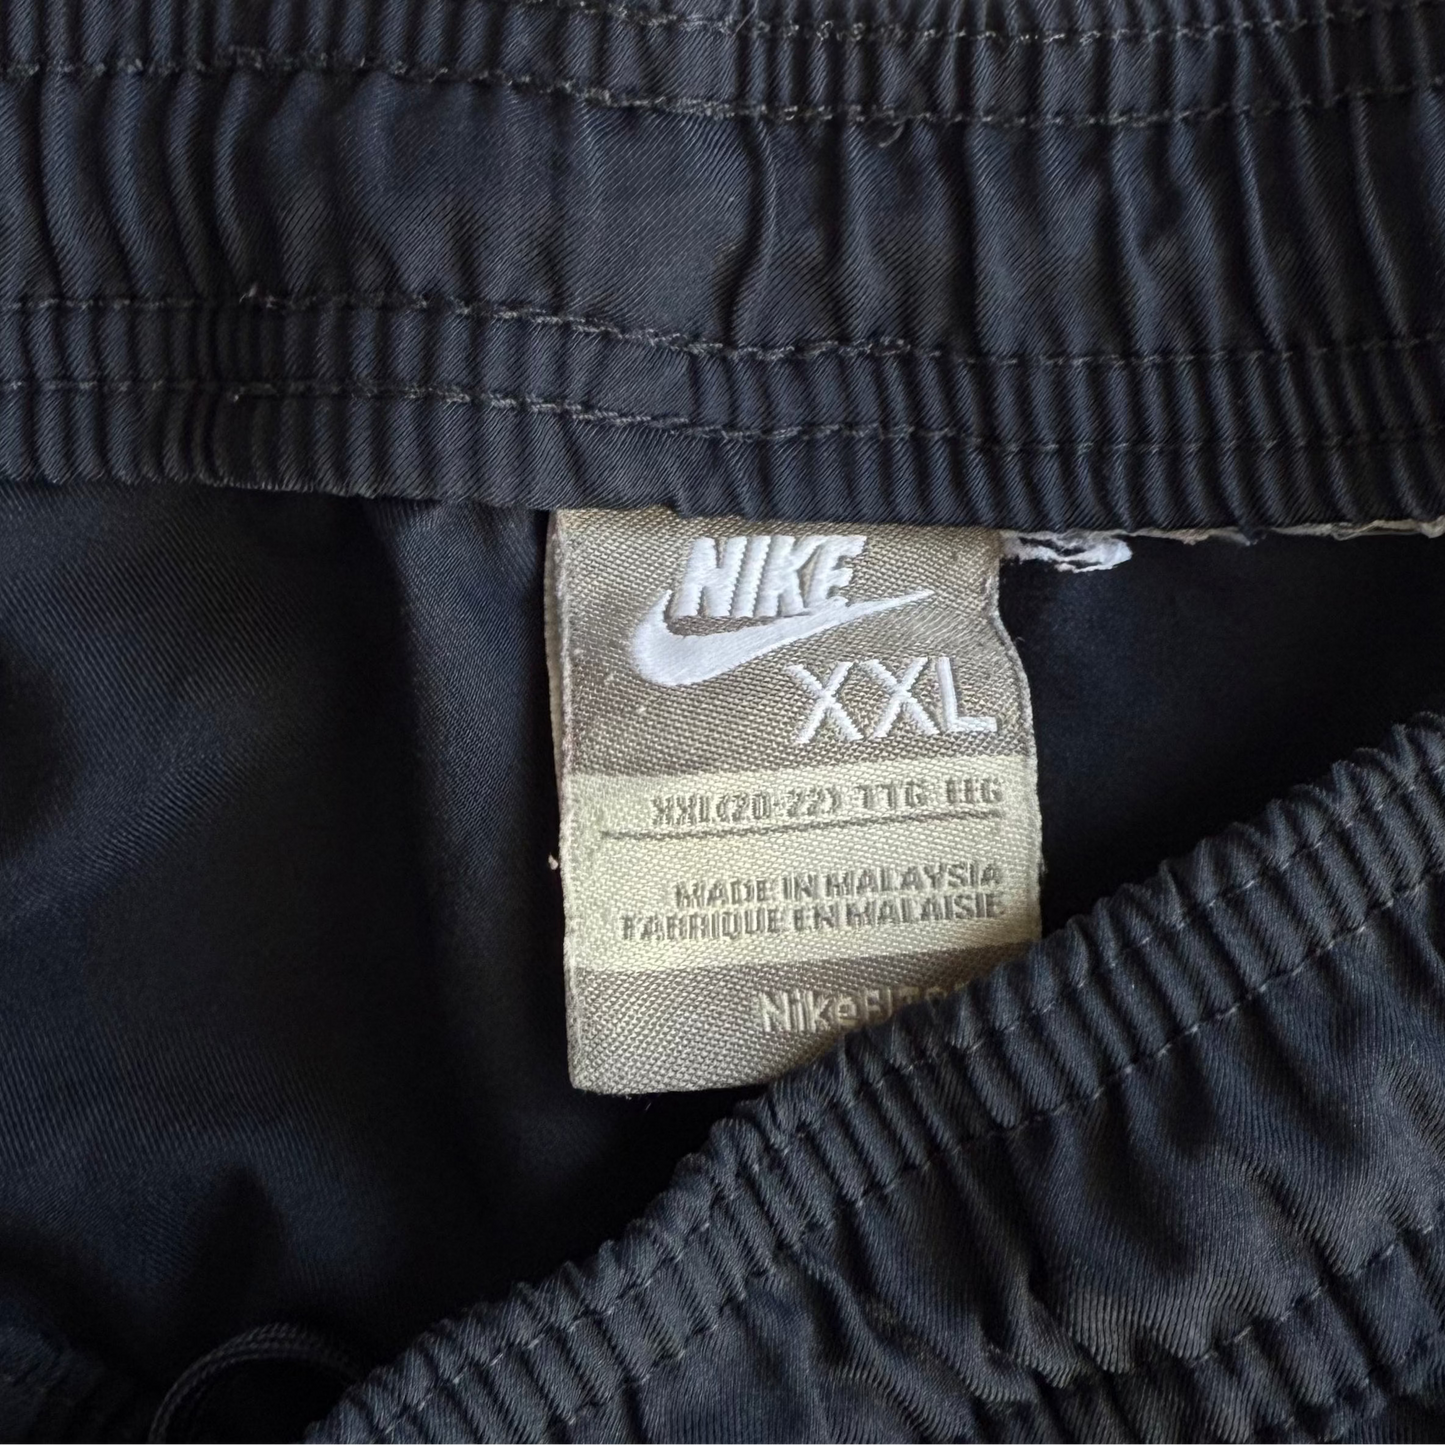 NIKE
XXL
XXL(20-22) TTG EEG
MADE IN MALAYSIA
FABRIQUE EN MALAISIE